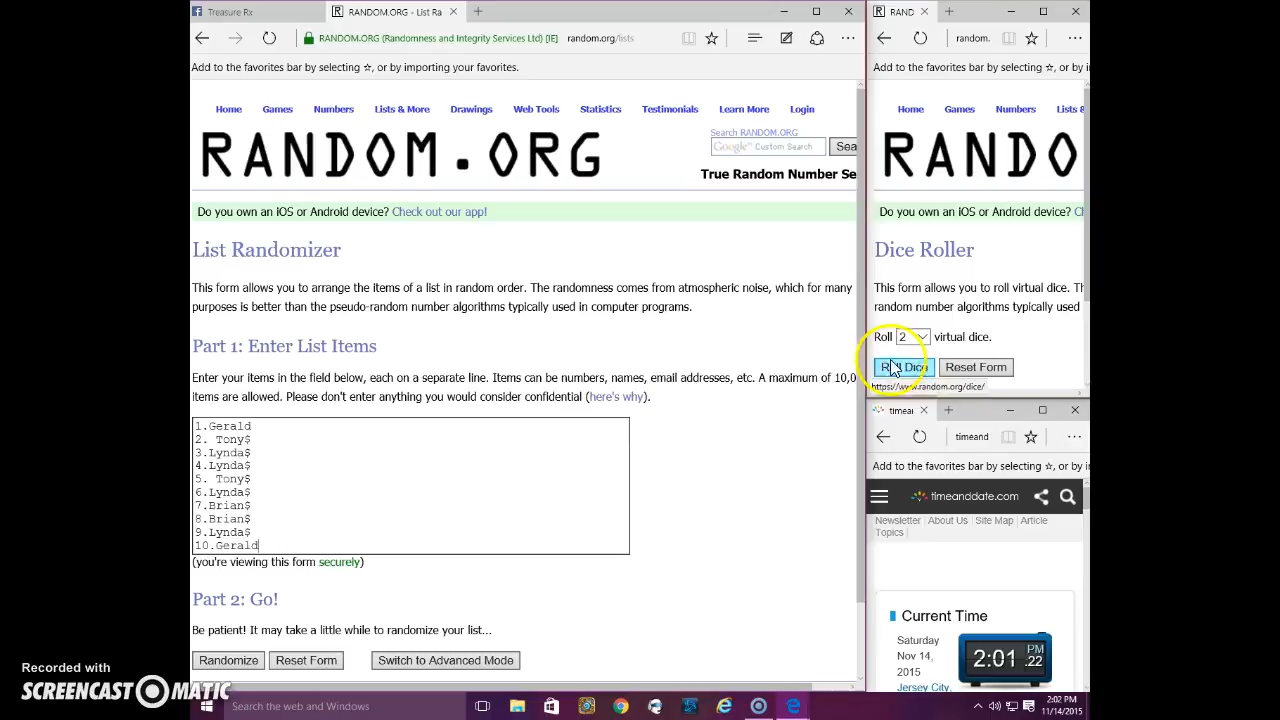 Treasure Rx
RANDOM.ORG - List Ra
RANDOM.ORG (Randomness and Integrity Services Ltd) [IE]
random.org/lists
Add to the favorites bar by selecting ☆, or by importing your favorites.
Home Games Numbers Lists & More Drawings Web Tools Statistics Testimonials Learn More Login
RANDOM.ORG
Search RANDOM.ORG
Google™ Custom Search
Sea
True Random Number Se
Do you own an iOS or Android device? Check out our app!
List Randomizer
This form allows you to arrange the items of a list in random order. The randomness comes from atmospheric noise, which for many
purposes is better than the pseudo-random number algorithms typically used in computer programs.
Part 1: Enter List Items
Enter your items in the field below, each on a separate line. Items can be numbers, names, email addresses, etc. A maximum of 10,0
items are allowed. Please don't enter anything you would consider confidential (here's why).
1.Gerald
2. Tony$
3.Lynda$
4.Lynda$
5. Tony$
6.Lynda$
7.Brian$
8.Brian$
9.Lynda$
10.Gerald
(you're viewing this form securely)
Part 2: Go!
Be patient! It may take a little while to randomize your list...
Randomize
Reset Form
Switch to Advanced Mode
RAND
random.
Add to the favorites bar by selecting ☆, or by i
Home Games Numbers Lists &
RANDO
Do you own an iOS or Android device? Ch
Dice Roller
This form allows you to roll virtual dice. T
random number algorithms typically used
Roll 2 virtual dice.
Roll Dice
Reset Form
https://www.random.org/dice/
timean
timeand
Add to the favorites bar by selecting ☆, or by i
timeanddate.com
Newsletter About Us Site Map Article
Topics
Current Time
Saturday
Nov 14,
2015
Jersey City,
2:01 PM .22
Recorded with
SCREENCAST-O-MATIC
Search the web and Windows
2:02 PM
11/14/2015